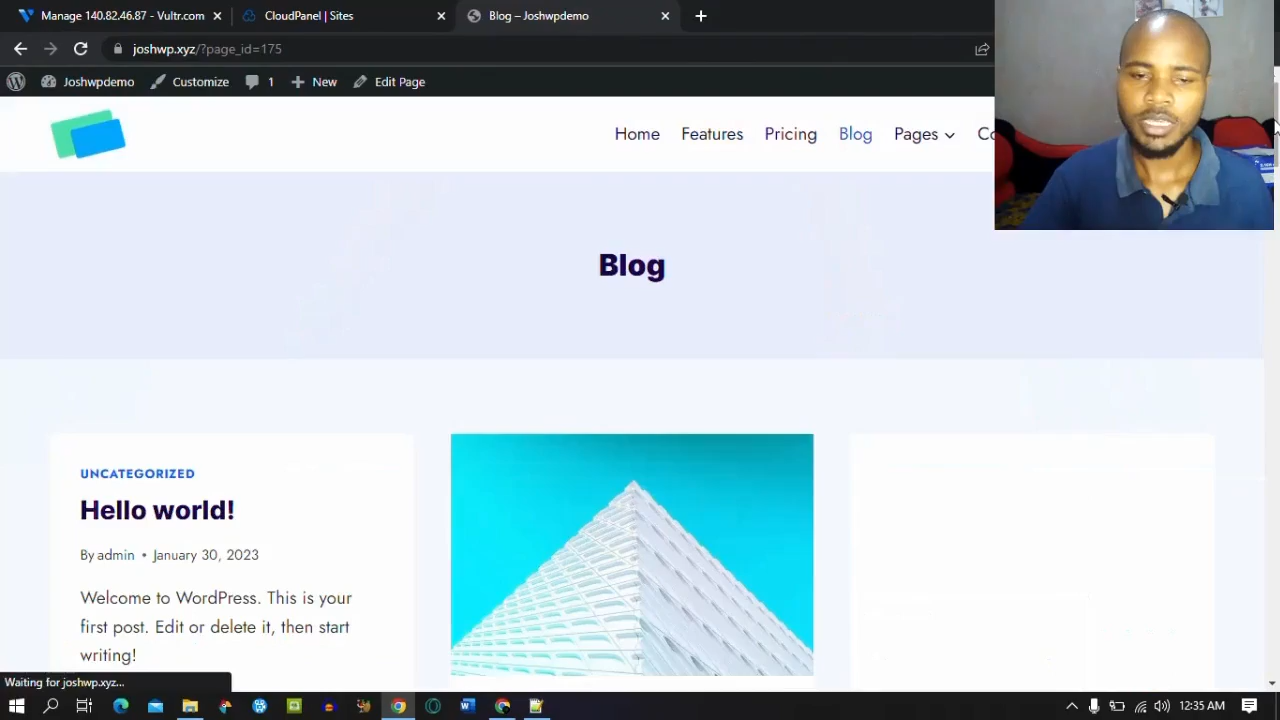 Manage 140.82.46.87 - Vultr.com
CloudPanel | Sites
Blog – Joshwpdemo
joshwp.xyz/?page_id=175
Joshwpdemo
Customize
1
New
Edit Page
Home
Features
Pricing
Blog
Pages
Blog
UNCATEGORIZED
Hello world!
By admin • January 30, 2023
Welcome to WordPress. This is your
first post. Edit or delete it, then start
writing!
Waiting for joshwp.xyz...
12:35 AM